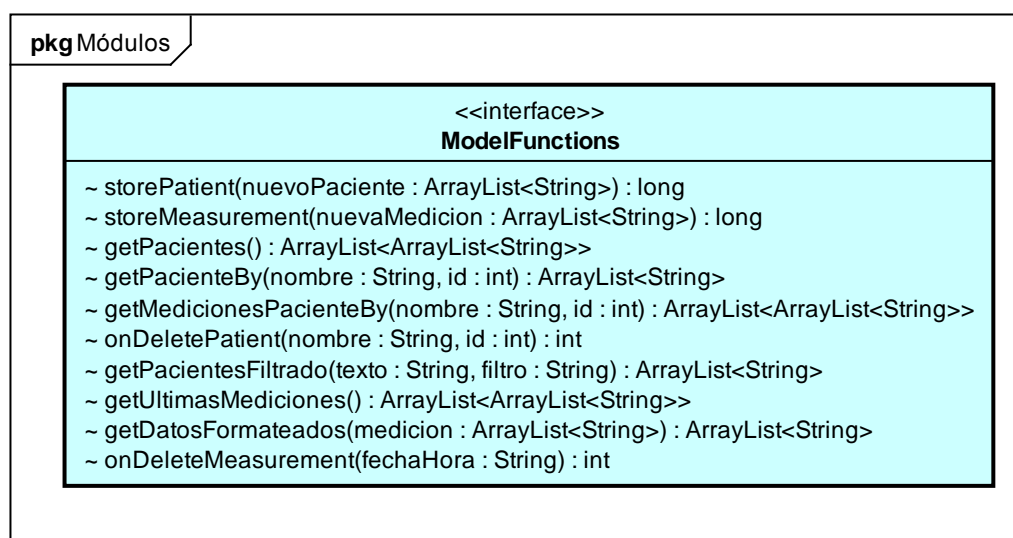 pkg Módulos
<<interface>>
ModelFunctions
~ storePatient(nuevoPaciente : ArrayList<String>) : long
~ storeMeasurement(nuevaMedicion : ArrayList<String>) : long
~ getPacientes() : ArrayList<ArrayList<String>>
~ getPacienteBy(nombre : String, id : int) : ArrayList<String>
~ getMedicionesPacienteBy(nombre : String, id : int) : ArrayList<ArrayList<String>>
~ onDeletePatient(nombre : String, id : int) : int
~ getPacientesFiltrado(texto : String, filtro : String) : ArrayList<String>
~ getUltimasMediciones() : ArrayList<ArrayList<String>>
~ getDatosFormateados(medicion : ArrayList<String>) : ArrayList<String>
~ onDeleteMeasurement(fechaHora : String) : int